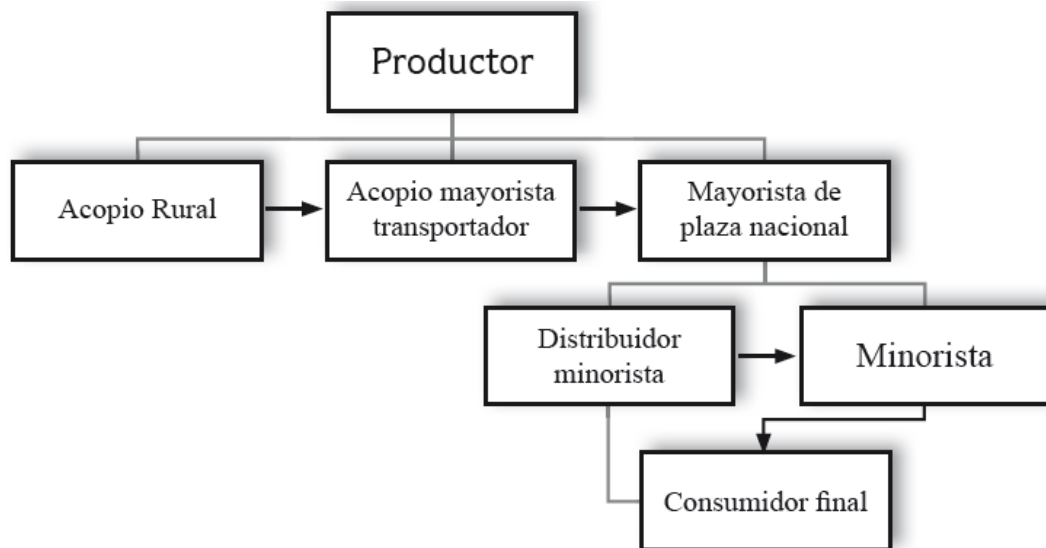 Productor
Acopio Rural
Acopio mayorista
transportador
Mayorista de
plaza nacional
Distribuidor
minorista
Minorista
Consumidor final